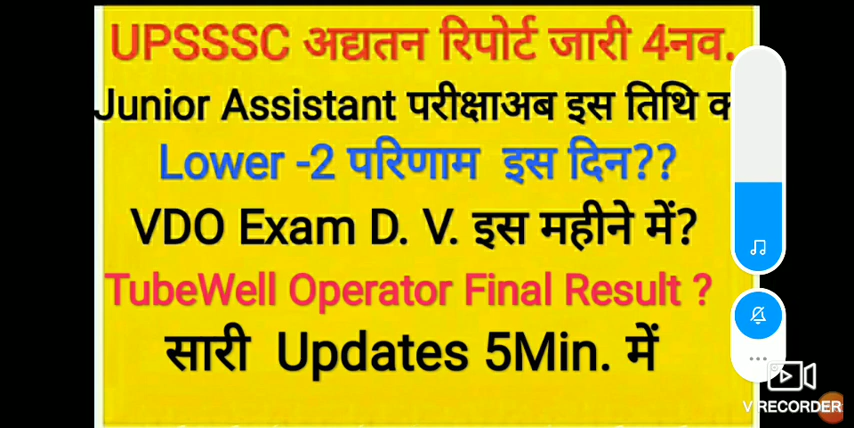 UPSSSC अद्यतन रिपोर्ट जारी 4नव.
Junior Assistant परीक्षाअब इस तिथि क
Lower -2 परिणाम इस दिन??
VDO Exam D. V. इस महीने में?
TubeWell Operator Final Result ?
सारी Updates 5Min. में
V RECORDER